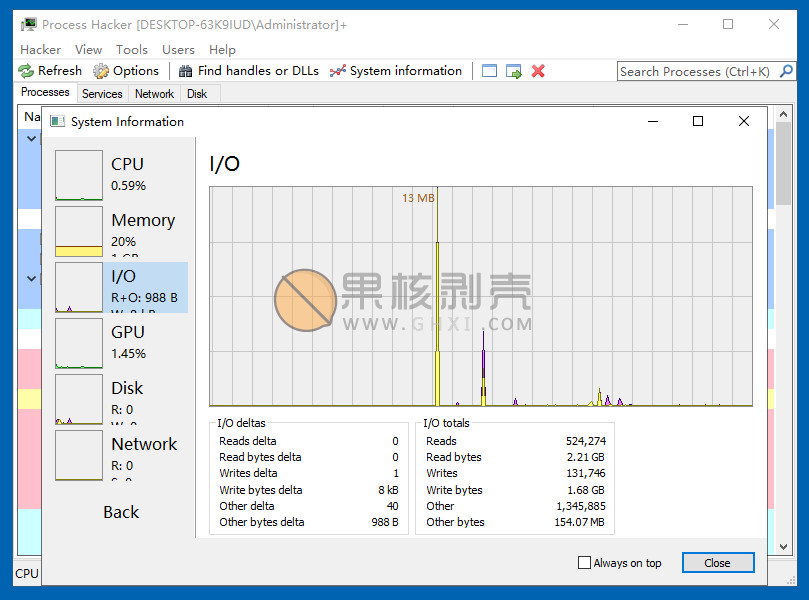 Process Hacker [DESKTOP-63K9IUD\Administrator]+
Hacker View Tools Users Help
Refresh Options Find handles or DLLs System information Search Processes (Ctrl+K)
Processes Services Network Disk
Na
System Information
CPU
0.59%
Memory
20%
I/O
R+O: 988 B
GPU
1.45%
Disk
R: 0
Network
R: 0
Back
I/O
13 MB
果核剥壳
WWW.GHXI.COM
I/O deltas
Reads delta 0
Read bytes delta 0
Writes delta 1
Write bytes delta 8 kB
Other delta 40
Other bytes delta 988 B
I/O totals
Reads 524,274
Read bytes 2.21 GB
Writes 131,746
Write bytes 1.68 GB
Other 1,345,885
Other bytes 154.07 MB
Always on top Close
CPU